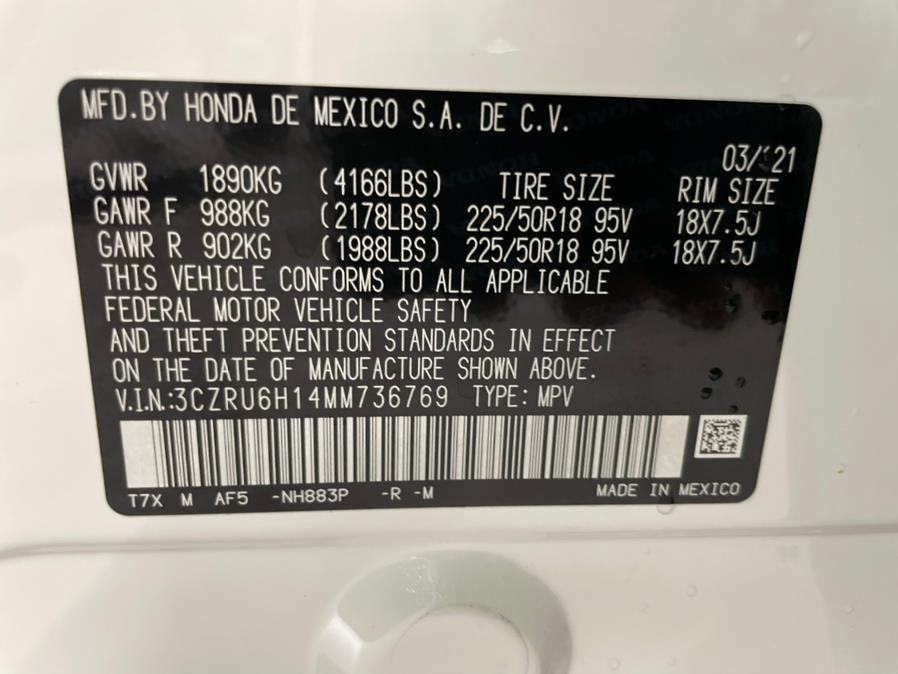 MFD.BY HONDA DE MEXICO S.A. DE C.V.
03/21
GVWR 1890KG (4166LBS) TIRE SIZE RIM SIZE
GAWR F 988KG (2178LBS) 225/50R18 95V 18X7.5J
GAWR R 902KG (1988LBS) 225/50R18 95V 18X7.5J
THIS VEHICLE CONFORMS TO ALL APPLICABLE
FEDERAL MOTOR VEHICLE SAFETY
AND THEFT PREVENTION STANDARDS IN EFFECT
ON THE DATE OF MANUFACTURE SHOWN ABOVE.
V.I.N.:3CZRU6H14MM736769 TYPE: MPV
T7X M AF5 -NH883P -R -M MADE IN MEXICO